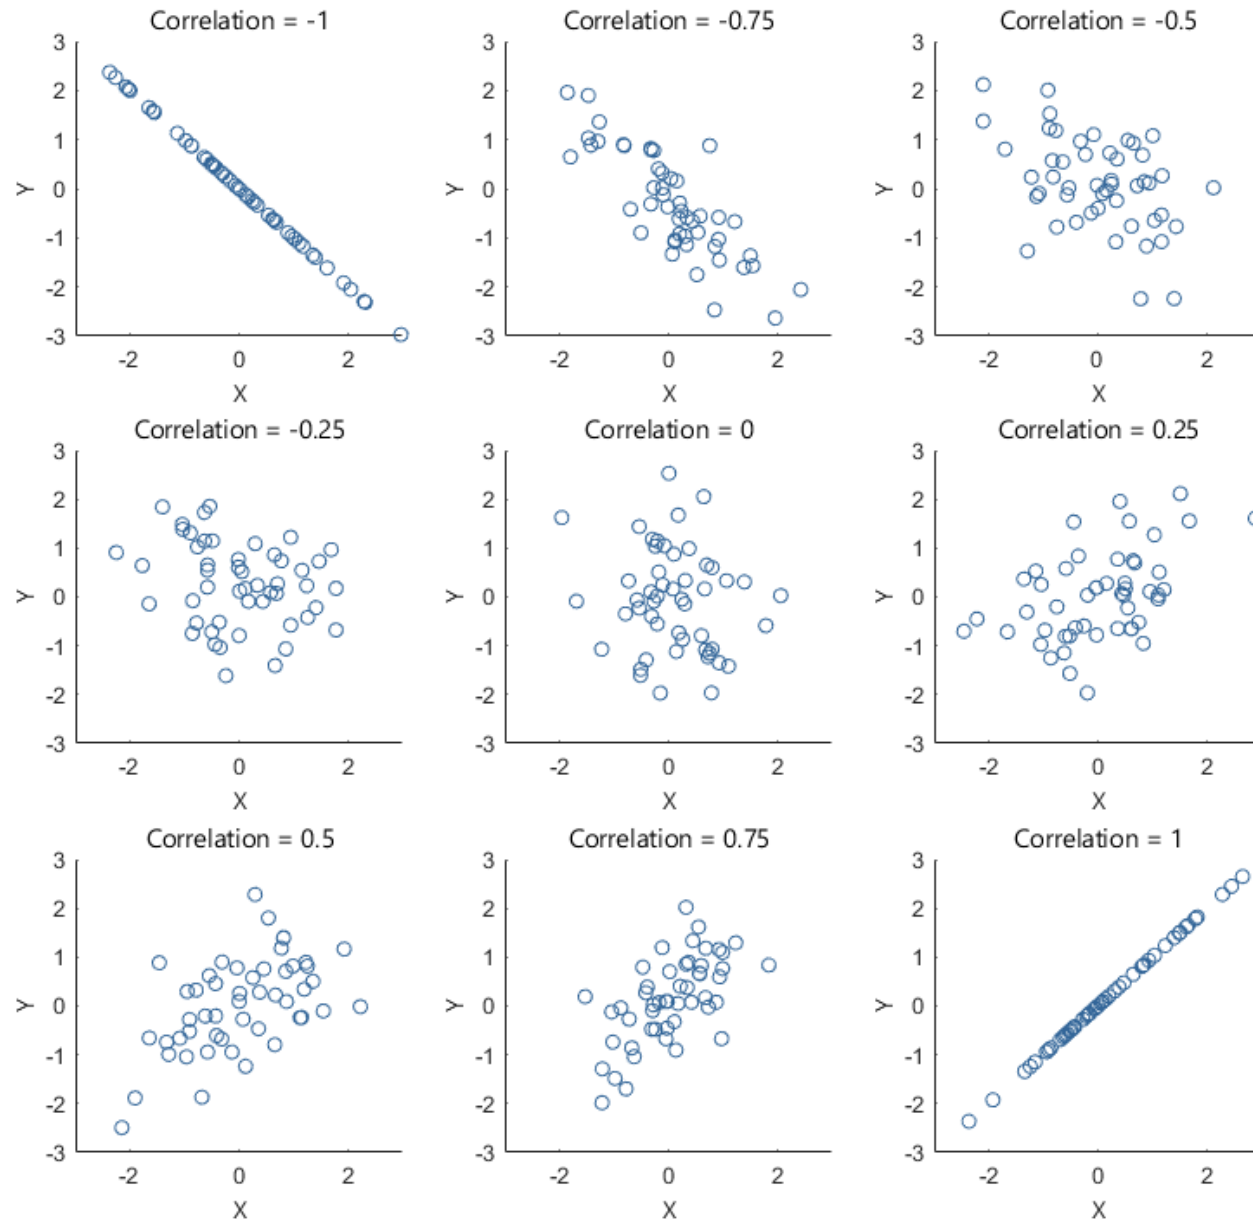 Correlation = -1
3
2
1
0
-1
-2
-3
Y
-2 0 2
X
Correlation = -0.75
3
2
1
0
-1
-2
-3
Y
-2 0 2
X
Correlation = -0.5
3
2
1
0
-1
-2
-3
Y
-2 0 2
X
Correlation = -0.25
3
2
1
0
-1
-2
-3
Y
-2 0 2
X
Correlation = 0
3
2
1
0
-1
-2
-3
Y
-2 0 2
X
Correlation = 0.25
3
2
1
0
-1
-2
-3
Y
-2 0 2
X
Correlation = 0.5
3
2
1
0
-1
-2
-3
Y
-2 0 2
X
Correlation = 0.75
3
2
1
0
-1
-2
-3
Y
-2 0 2
X
Correlation = 1
3
2
1
0
-1
-2
-3
Y
-2 0 2
X